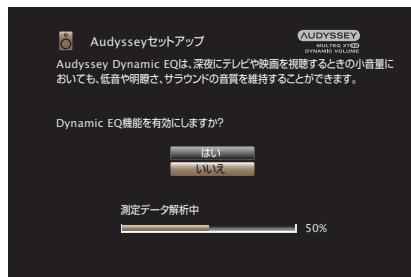 Audysseyセットアップ
AUDYSSEY
MULTEQ XT32
DYNAMIC VOLUME
Audyssey Dynamic EQは、深夜にテレビや映画を視聴するときの小音量に
おいても、低音や明瞭さ、サラウンドの音質を維持することができます。
Dynamic EQ機能を有効にしますか?
はい
いいえ
測定データ解析中
50%